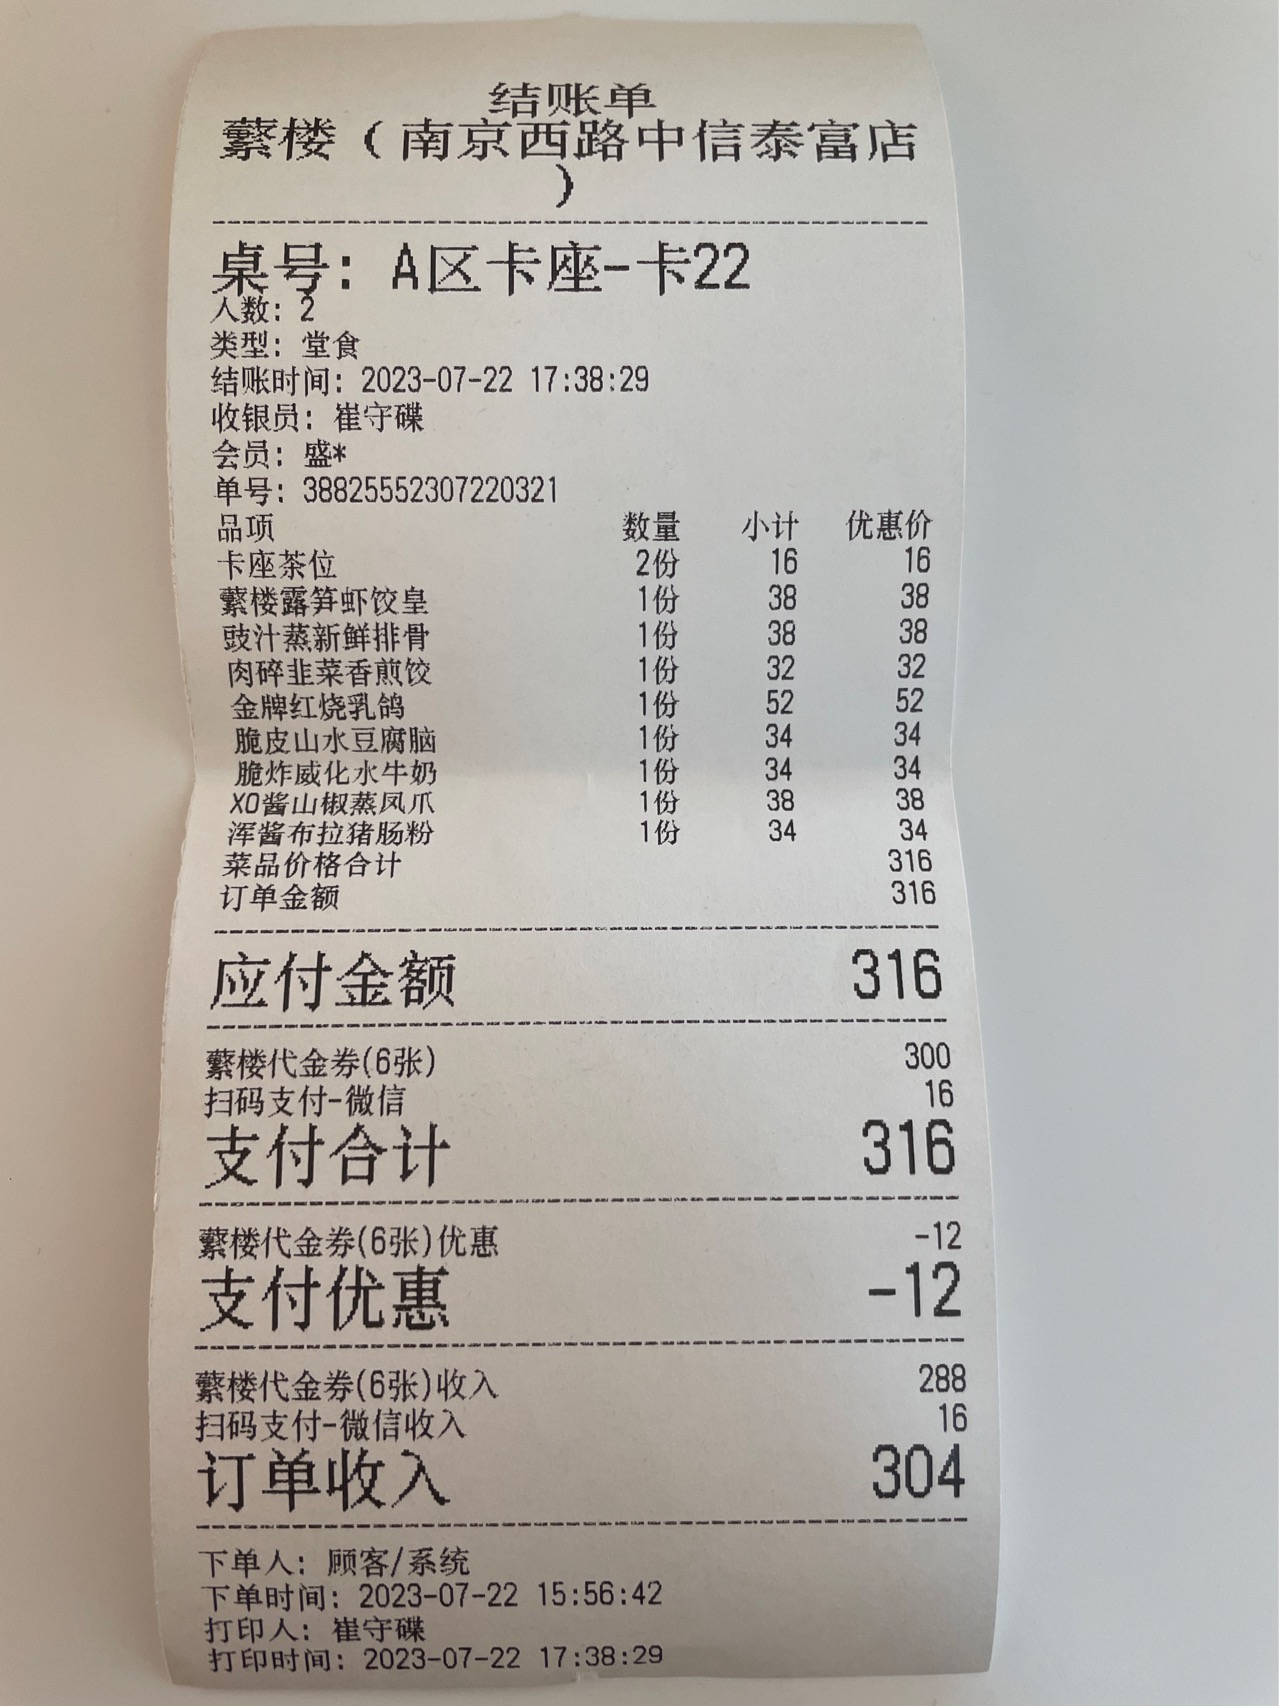 结账单
蘩楼（南京西路中信泰富店
）
桌号：A区卡座-卡22
人数：2
类型：堂食
结账时间：2023-07-22 17:38:29
收银员：崔守碟
会员：盛*
单号：38825552307220321
品项 数量 小计 优惠价
卡座茶位 2份 16 16
蘩楼露笋虾饺皇 1份 38 38
豉汁蒸新鲜排骨 1份 38 38
肉碎韭菜香煎饺 1份 32 32
金牌红烧乳鸽 1份 52 52
脆皮山水豆腐脑 1份 34 34
脆炸威化水牛奶 1份 34 34
XO酱山椒蒸凤爪 1份 38 38
浑酱布拉猪肠粉 1份 34 34
菜品价格合计 316
订单金额 316
应付金额 316
蘩楼代金券(6张) 300
扫码支付-微信 16
支付合计 316
蘩楼代金券(6张)优惠 -12
支付优惠 -12
蘩楼代金券(6张)收入 288
扫码支付-微信收入 16
订单收入 304
下单人：顾客/系统
下单时间：2023-07-22 15:56:42
打印人：崔守碟
打印时间：2023-07-22 17:38:29